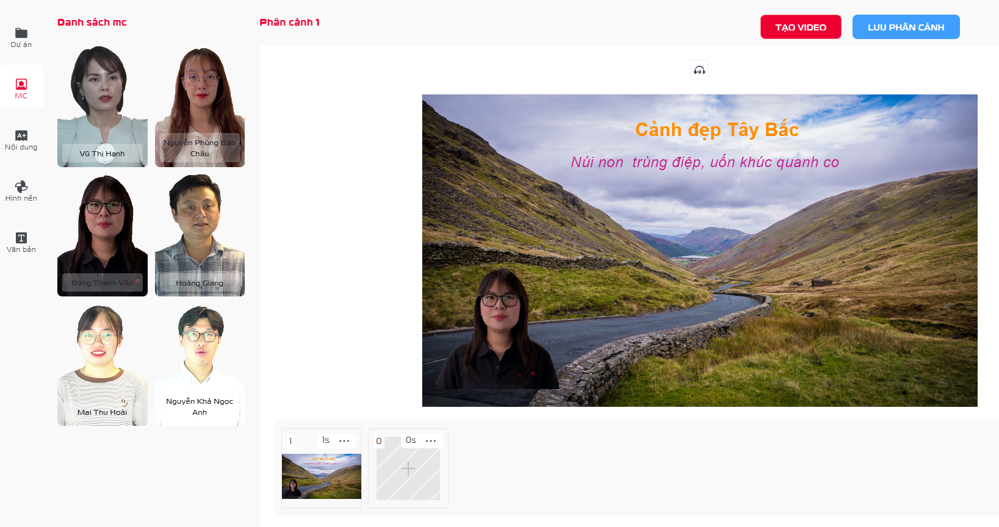 Dự án
MC
Nội dung
Hình nền
Văn bản
Danh sách mc
Vũ Thị Hạnh
Nguyễn Phùng Bảo
Châu
Đặng Thanh Vân
Hoàng Giang
Mai Thu Hoài
Nguyễn Khả Ngọc
Anh
Phân cảnh 1
TẠO VIDEO
LƯU PHÂN CẢNH
Cảnh đẹp Tây Bắc
Núi non trùng điệp, uốn khúc quanh co
1
1s
0
0s